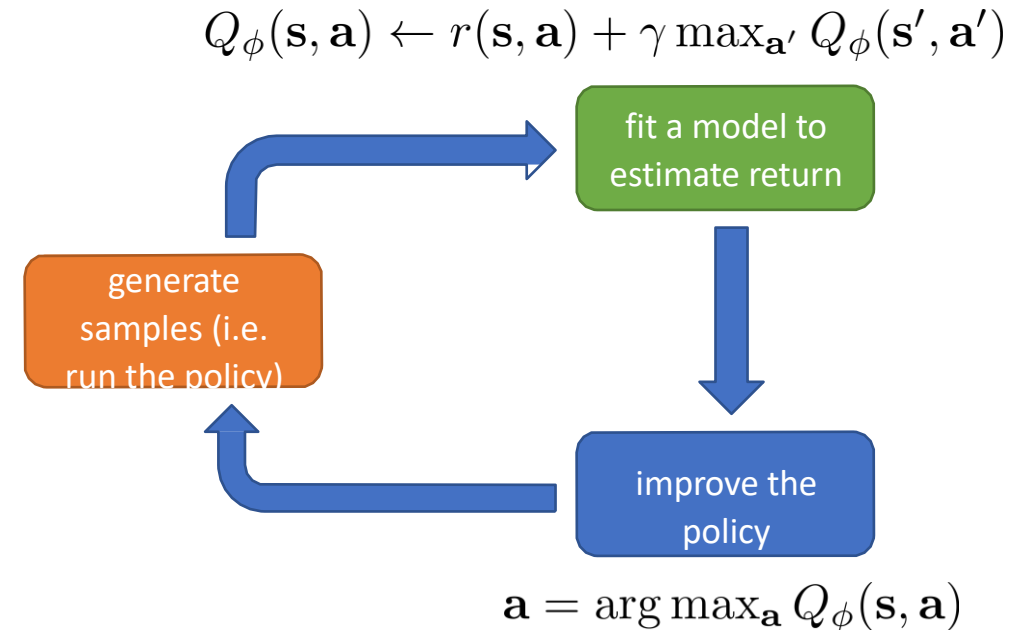 Q_ϕ(s, a) ← r(s, a) + γ max_a′ Q_ϕ(s′, a′)
fit a model to
estimate return
generate
samples (i.e.
run the policy)
improve the
policy
a = arg max_a Q_ϕ(s, a)